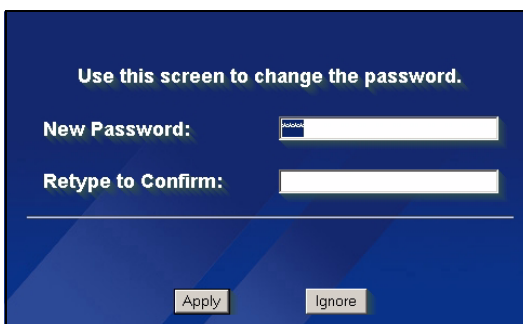 Use this screen to change the password.
New Password: ****
Retype to Confirm:
Apply Ignore